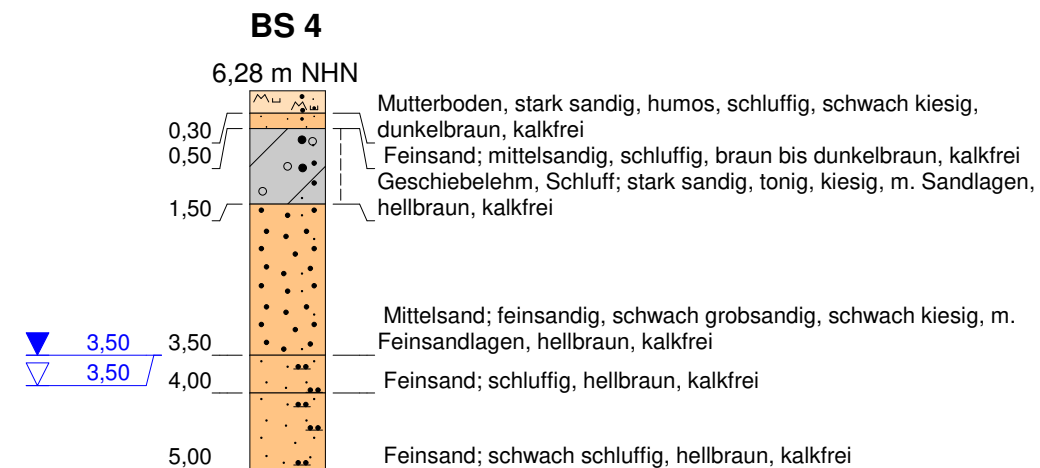 BS 4
6,28 m NHN
Mutterboden, stark sandig, humos, schluffig, schwach kiesig,
dunkelbraun, kalkfrei
0,30
Feinsand; mittelsandig, schluffig, braun bis dunkelbraun, kalkfrei
0,50
Geschiebelehm, Schluff; stark sandig, tonig, kiesig, m. Sandlagen,
hellbraun, kalkfrei
1,50
Mittelsand; feinsandig, schwach grobsandig, schwach kiesig, m.
Feinsandlagen, hellbraun, kalkfrei
3,50
3,50
3,50
Feinsand; schluffig, hellbraun, kalkfrei
4,00
Feinsand; schwach schluffig, hellbraun, kalkfrei
5,00